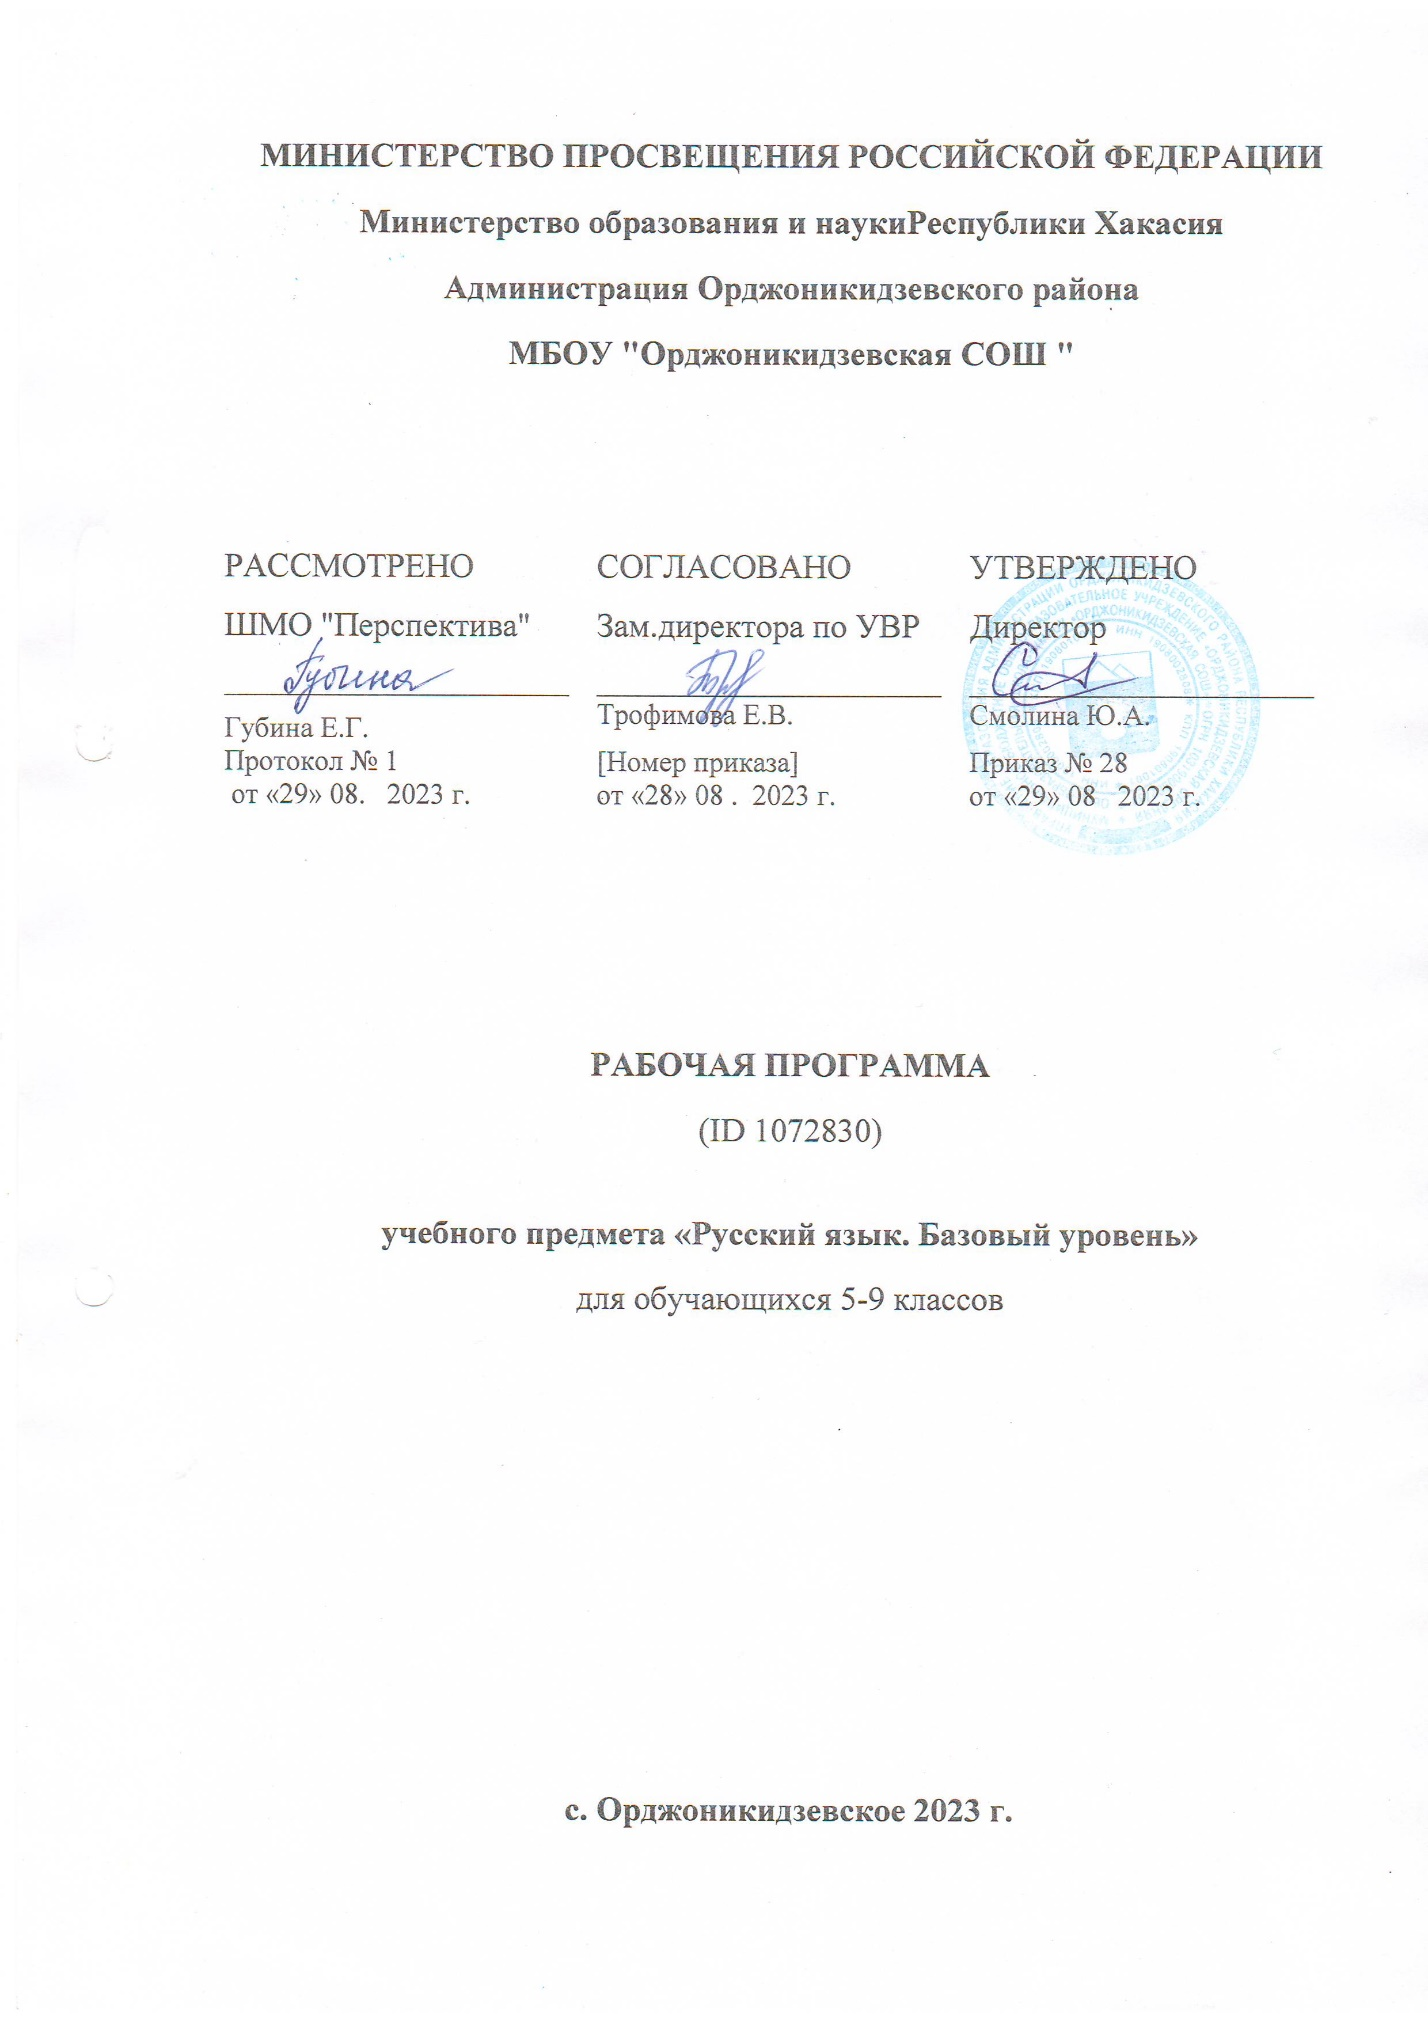 МИНИСТЕРСТВО ПРОСВЕЩЕНИЯ РОССИЙСКОЙ ФЕДЕРАЦИИ
Министерство образования и наукиРеспублики Хакасия
Администрация Орджоникидзевского района
МБОУ "Орджоникидзевская СОШ "
РАССМОТРЕНО
ШМО "Перспектива"
Губина
Губина Е.Г.
Протокол № 1
от «29» 08. 2023 г.
СОГЛАСОВАНО
Зам.директора по УВР
Трофимова Е.В.
[Номер приказа]
от «28» 08 . 2023 г.
УТВЕРЖДЕНО
Директор
Смолина Ю.А.
Приказ № 28
от «29» 08 2023 г.
РАБОЧАЯ ПРОГРАММА
(ID 1072830)
учебного предмета «Русский язык. Базовый уровень»
для обучающихся 5-9 классов
с. Орджоникидзевское 2023 г.